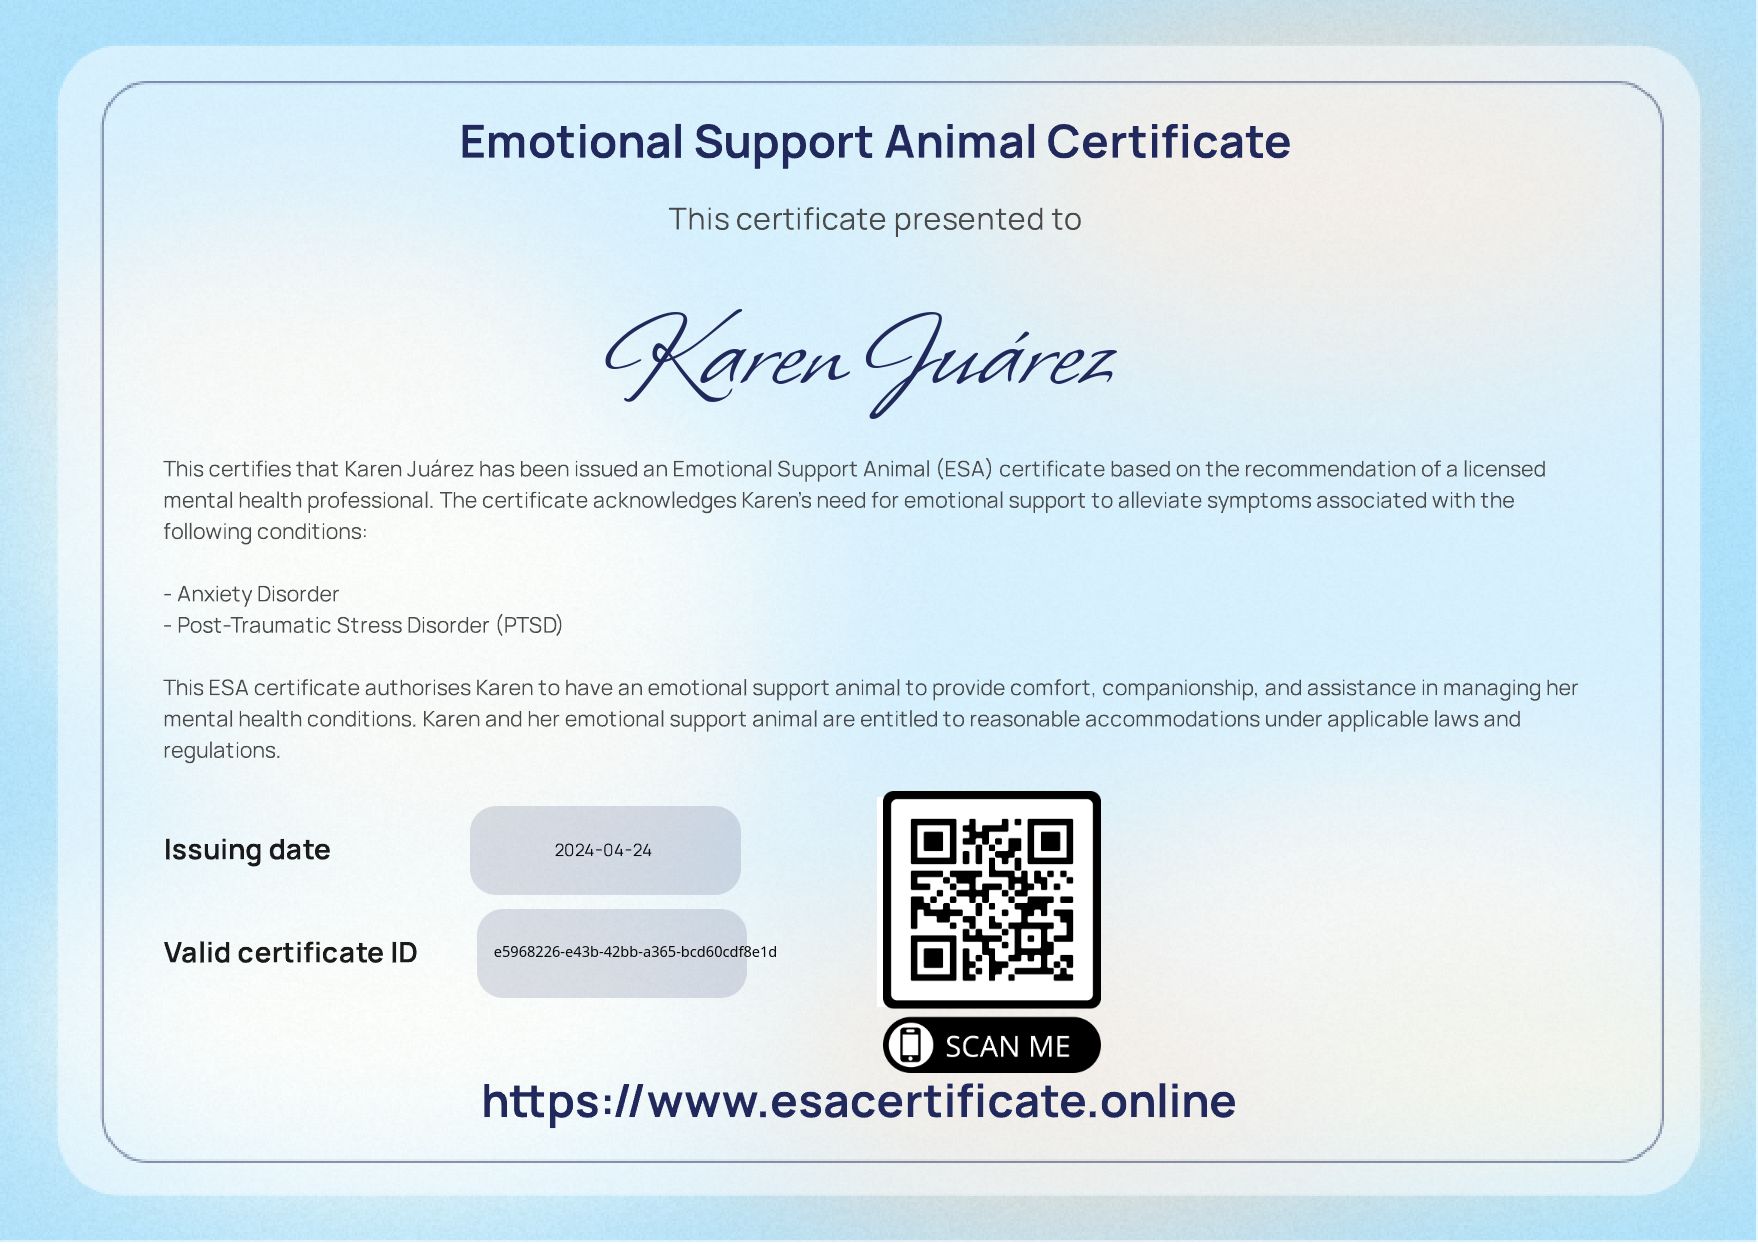 Emotional Support Animal Certificate
This certificate presented to
Karen Juárez
This certifies that Karen Juárez has been issued an Emotional Support Animal (ESA) certificate based on the recommendation of a licensed
mental health professional. The certificate acknowledges Karen's need for emotional support to alleviate symptoms associated with the
following conditions:
- Anxiety Disorder
- Post-Traumatic Stress Disorder (PTSD)
This ESA certificate authorises Karen to have an emotional support animal to provide comfort, companionship, and assistance in managing her
mental health conditions. Karen and her emotional support animal are entitled to reasonable accommodations under applicable laws and
regulations.
Issuing date 2024-04-24
Valid certificate ID e5968226-e43b-42bb-a365-bcd60cdf8e1d
SCAN ME
https://www.esacertificate.online